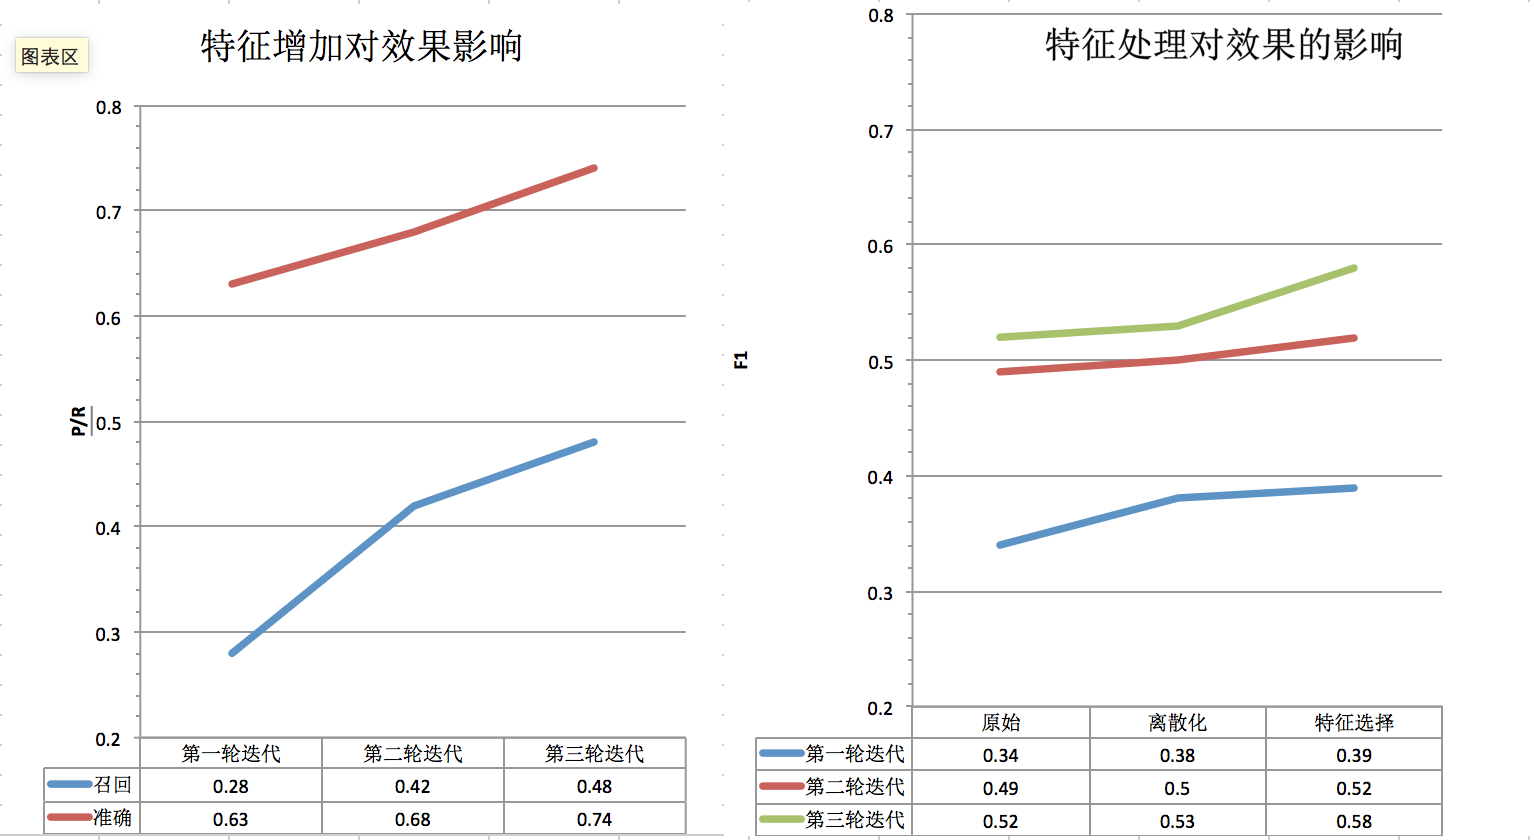 特征增加对效果影响
图表区
0.8
0.7
0.6
P/R
0.5
0.4
0.3
0.2
第一轮迭代 第二轮迭代 第三轮迭代
召回 0.28 0.42 0.48
准确 0.63 0.68 0.74
特征处理对效果的影响
0.8
0.7
0.6
F1
0.5
0.4
0.3
0.2
原始 离散化 特征选择
第一轮迭代 0.34 0.38 0.39
第二轮迭代 0.49 0.5 0.52
第三轮迭代 0.52 0.53 0.58